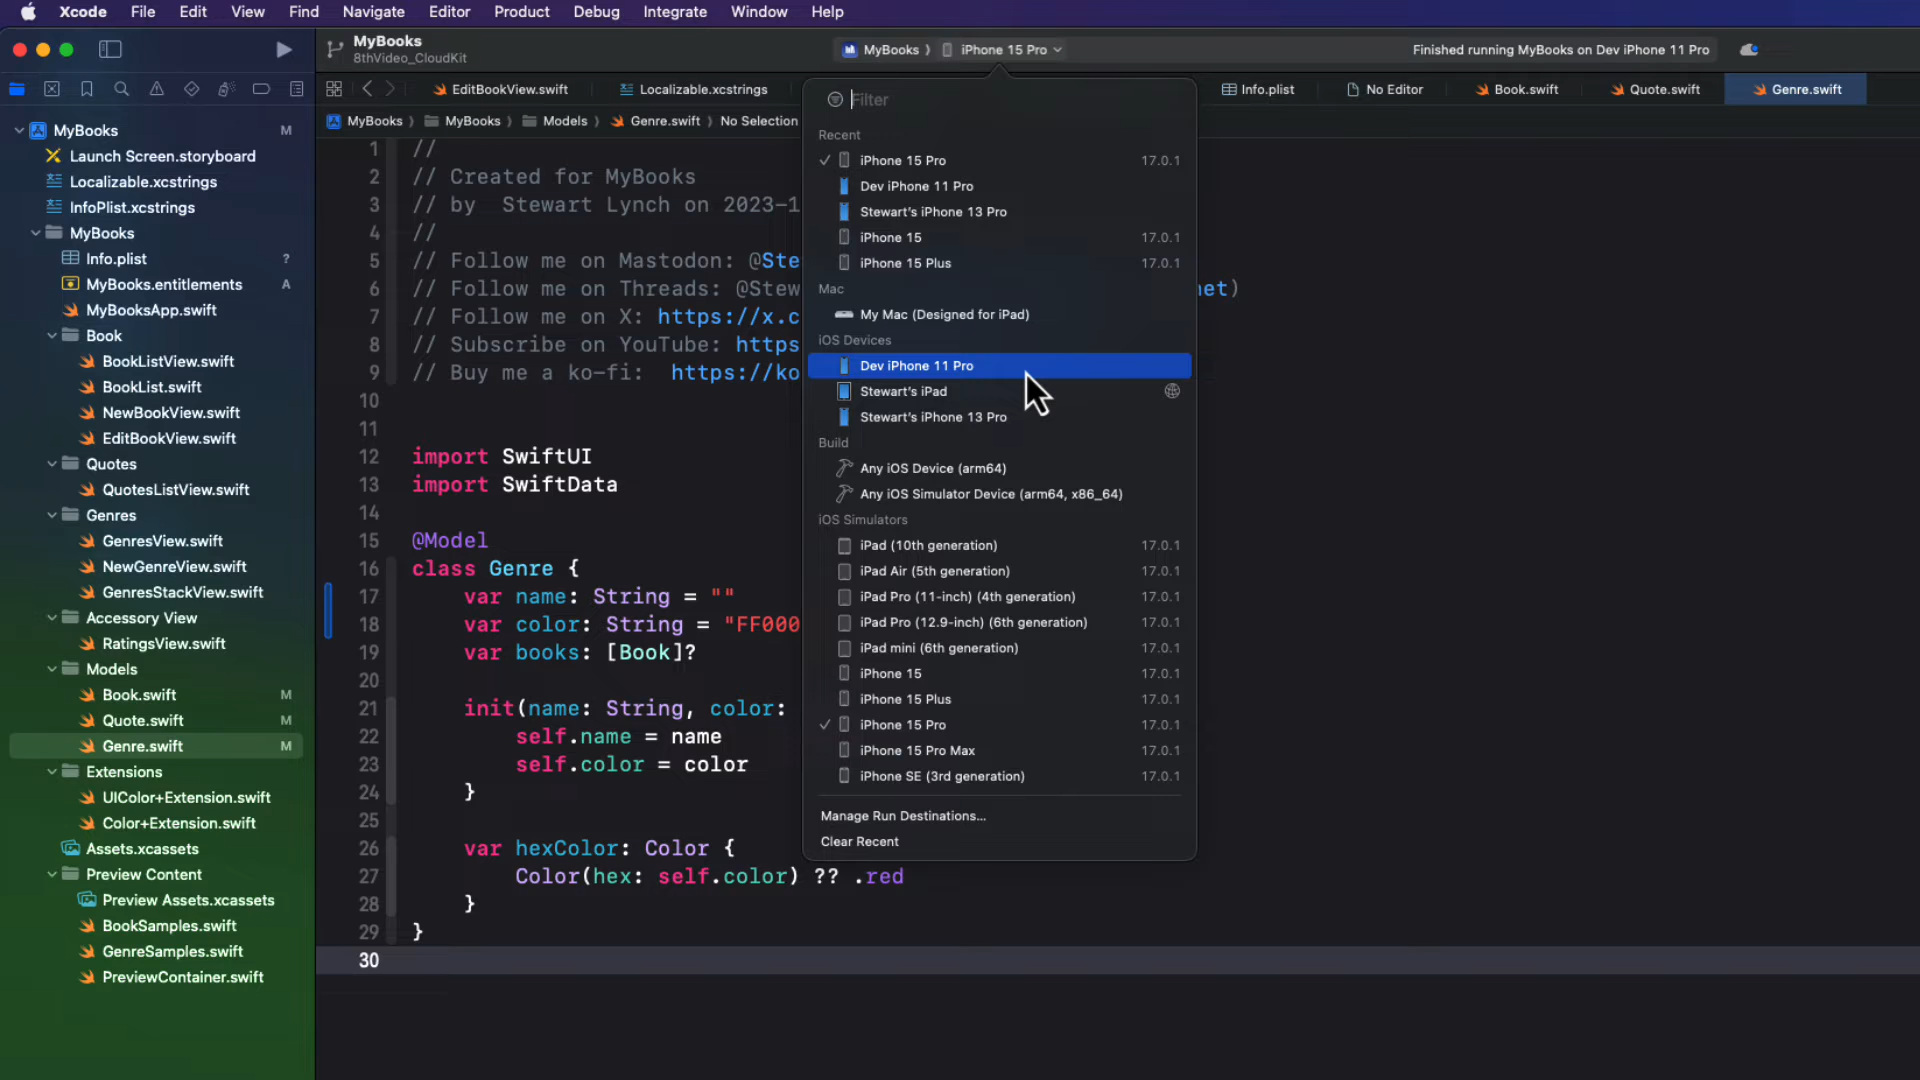 Xcode File Edit View Find Navigate Editor Product Debug Integrate Window Help
MyBooks
8thVideo_CloudKit
MyBooks iPhone 15 Pro
Finished running MyBooks on Dev iPhone 11 Pro
EditBookView.swift
Localizable.xcstrings
Info.plist
No Editor
Book.swift
Quote.swift
Genre.swift
MyBooks MyBooks Models Genre.swift No Selection
MyBooks M
Launch Screen.storyboard
Localizable.xcstrings
InfoPlist.xcstrings
MyBooks
Info.plist ?
MyBooks.entitlements A
MyBooksApp.swift
Book
BookListView.swift
BookList.swift
NewBookView.swift
EditBookView.swift
Quotes
QuotesListView.swift
Genres
GenresView.swift
NewGenreView.swift
GenresStackView.swift
Accessory View
RatingsView.swift
Models
Book.swift M
Quote.swift M
Genre.swift M
Extensions
UIColor+Extension.swift
Color+Extension.swift
Assets.xcassets
Preview Content
Preview Assets.xcassets
BookSamples.swift
GenreSamples.swift
PreviewContainer.swift
1 //
2 // Created for MyBooks
3 // by  Stewart Lynch on 2023-1
4 //
5 // Follow me on Mastodon: @Ste
6 // Follow me on Threads: @Stew net)
7 // Follow me on X: https://x.c
8 // Subscribe on YouTube: https
9 // Buy me a ko-fi:  https://ko
10
11
12 import SwiftUI
13 import SwiftData
14
15 @Model
16 class Genre {
17 var name: String = ""
18 var color: String = "FF000
19 var books: [Book]?
20
21 init(name: String, color:
22 self.name = name
23 self.color = color
24 }
25
26 var hexColor: Color {
27 Color(hex: self.color) ?? .red
28 }
29 }
30
Filter
Recent
iPhone 15 Pro 17.0.1
Dev iPhone 11 Pro
Stewart's iPhone 13 Pro
iPhone 15 17.0.1
iPhone 15 Plus 17.0.1
Mac
My Mac (Designed for iPad)
iOS Devices
Dev iPhone 11 Pro
Stewart's iPad
Stewart's iPhone 13 Pro
Build
Any iOS Device (arm64)
Any iOS Simulator Device (arm64, x86_64)
iOS Simulators
iPad (10th generation) 17.0.1
iPad Air (5th generation) 17.0.1
iPad Pro (11-inch) (4th generation) 17.0.1
iPad Pro (12.9-inch) (6th generation) 17.0.1
iPad mini (6th generation) 17.0.1
iPhone 15 17.0.1
iPhone 15 Plus 17.0.1
iPhone 15 Pro 17.0.1
iPhone 15 Pro Max 17.0.1
iPhone SE (3rd generation) 17.0.1
Manage Run Destinations...
Clear Recent